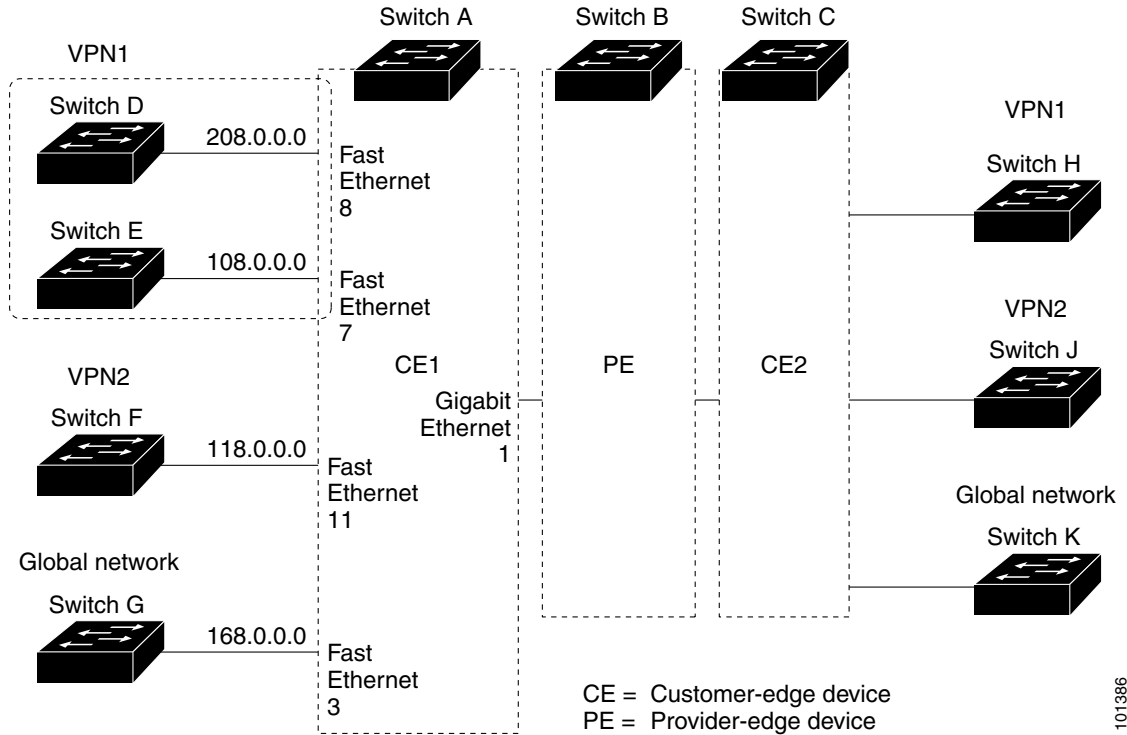 Switch A
Switch B
Switch C
VPN1
Switch D
208.0.0.0
Fast
Ethernet
8
Switch E
108.0.0.0
Fast
Ethernet
7
VPN2
Switch F
118.0.0.0
Fast
Ethernet
11
Global network
Switch G
168.0.0.0
Fast
Ethernet
3
CE1
Gigabit
Ethernet
1
PE
CE2
VPN1
Switch H
VPN2
Switch J
Global network
Switch K
CE = Customer-edge device
PE = Provider-edge device
101386